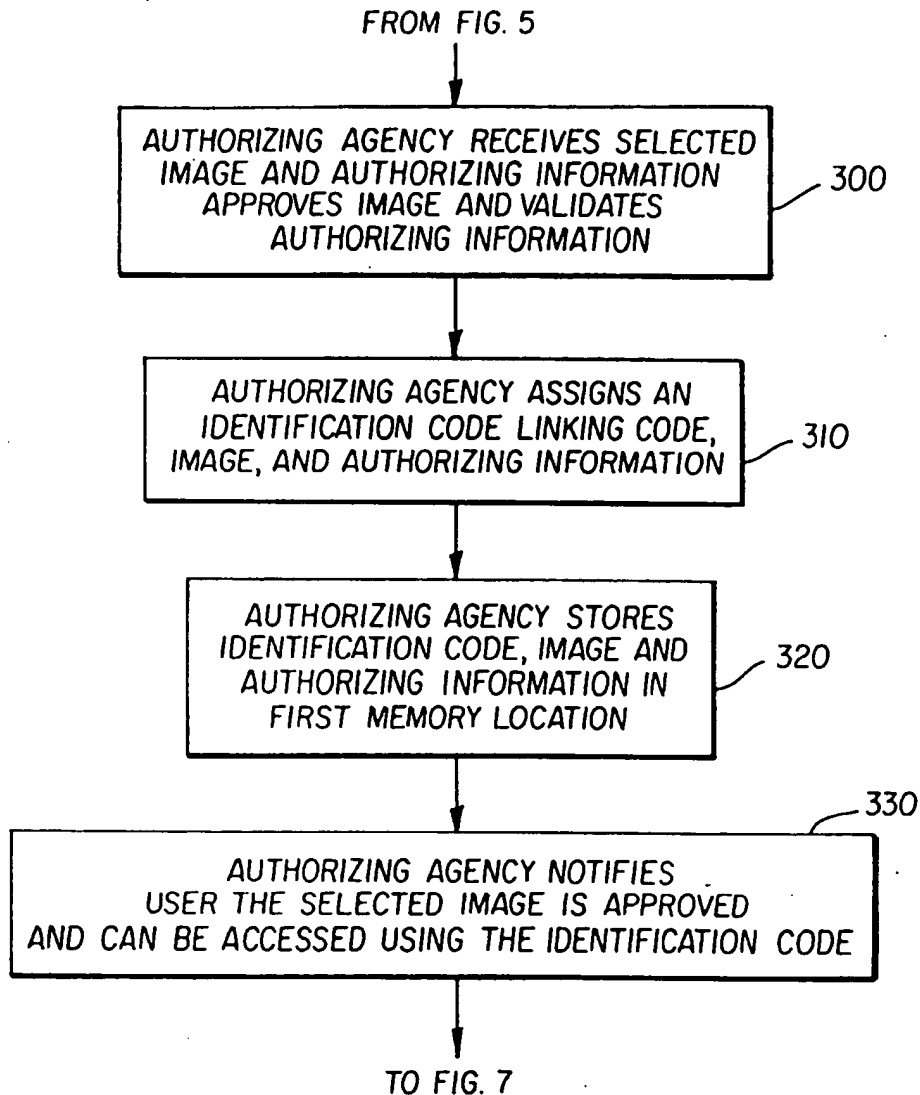 FROM FIG. 5
AUTHORIZING AGENCY RECEIVES SELECTED
IMAGE AND AUTHORIZING INFORMATION
APPROVES IMAGE AND VALIDATES
AUTHORIZING INFORMATION
300
AUTHORIZING AGENCY ASSIGNS AN
IDENTIFICATION CODE LINKING CODE,
IMAGE, AND AUTHORIZING INFORMATION
310
AUTHORIZING AGENCY STORES
IDENTIFICATION CODE, IMAGE AND
AUTHORIZING INFORMATION IN
FIRST MEMORY LOCATION
320
330
AUTHORIZING AGENCY NOTIFIES
USER THE SELECTED IMAGE IS APPROVED
AND CAN BE ACCESSED USING THE IDENTIFICATION CODE
TO FIG. 7